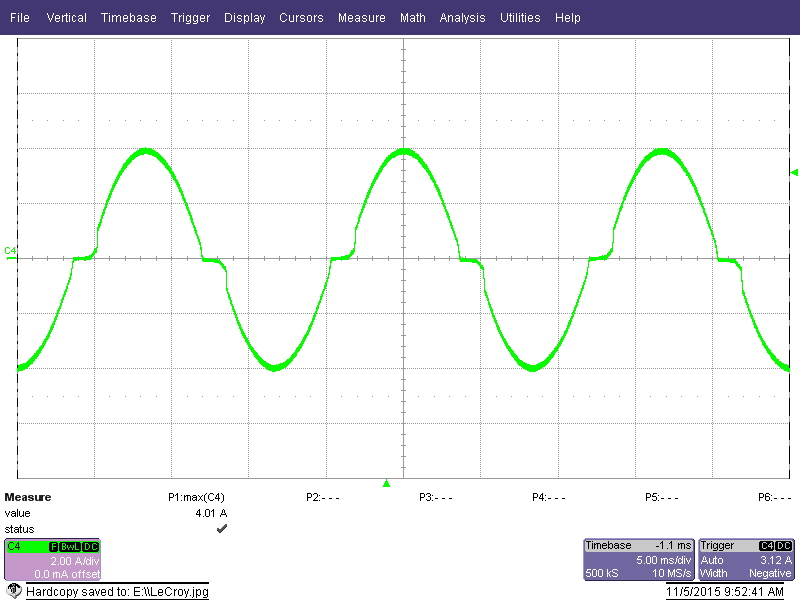 File Vertical Timebase Trigger Display Cursors Measure Math Analysis Utilities Help
C4
Measure P1:max(C4) P2:--- P3:--- P4:--- P5:--- P6:---
value 4.01 A
status
C4 F BwL DC
2.00 A/div
0.0 mA offset
Timebase -1.1 ms
5.00 ms/div
500 kS 10 MS/s
Trigger C4 DC
Auto 3.12 A
Width Negative
Hardcopy saved to: E:\\LeCroy.jpg
11/5/2015 9:52:41 AM